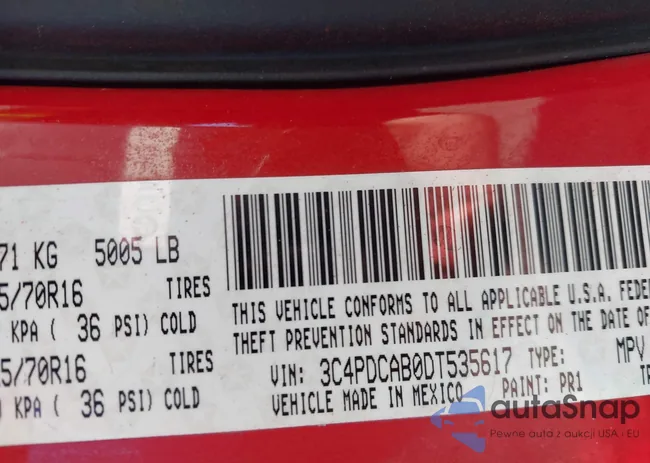 71 KG 5005 LB
5/70R16 TIRES
KPA ( 36 PSI) COLD
5/70R16 TIRES
KPA ( 36 PSI) COLD
THIS VEHICLE CONFORMS TO ALL APPLICABLE U.S.A. FEDE
THEFT PREVENTION STANDARDS IN EFFECT ON THE DATE OF
VIN: 3C4PDCAB0DT535617 TYPE: MPV
VEHICLE MADE IN MEXICO PAINT: PR1
autoSnap
Pewne auta z aukcji USA - EU